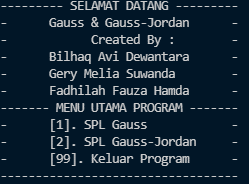 --------- SELAMAT DATANG ---------
- Gauss & Gauss-Jordan -
- Created By : -
- Bilhaq Avi Dewantara -
- Gery Melia Suwanda -
- Fadhilah Fauza Hamda -
------- MENU UTAMA PROGRAM -------
- [1]. SPL Gauss -
- [2]. SPL Gauss-Jordan -
- [99]. Keluar Program -
----------------------------------